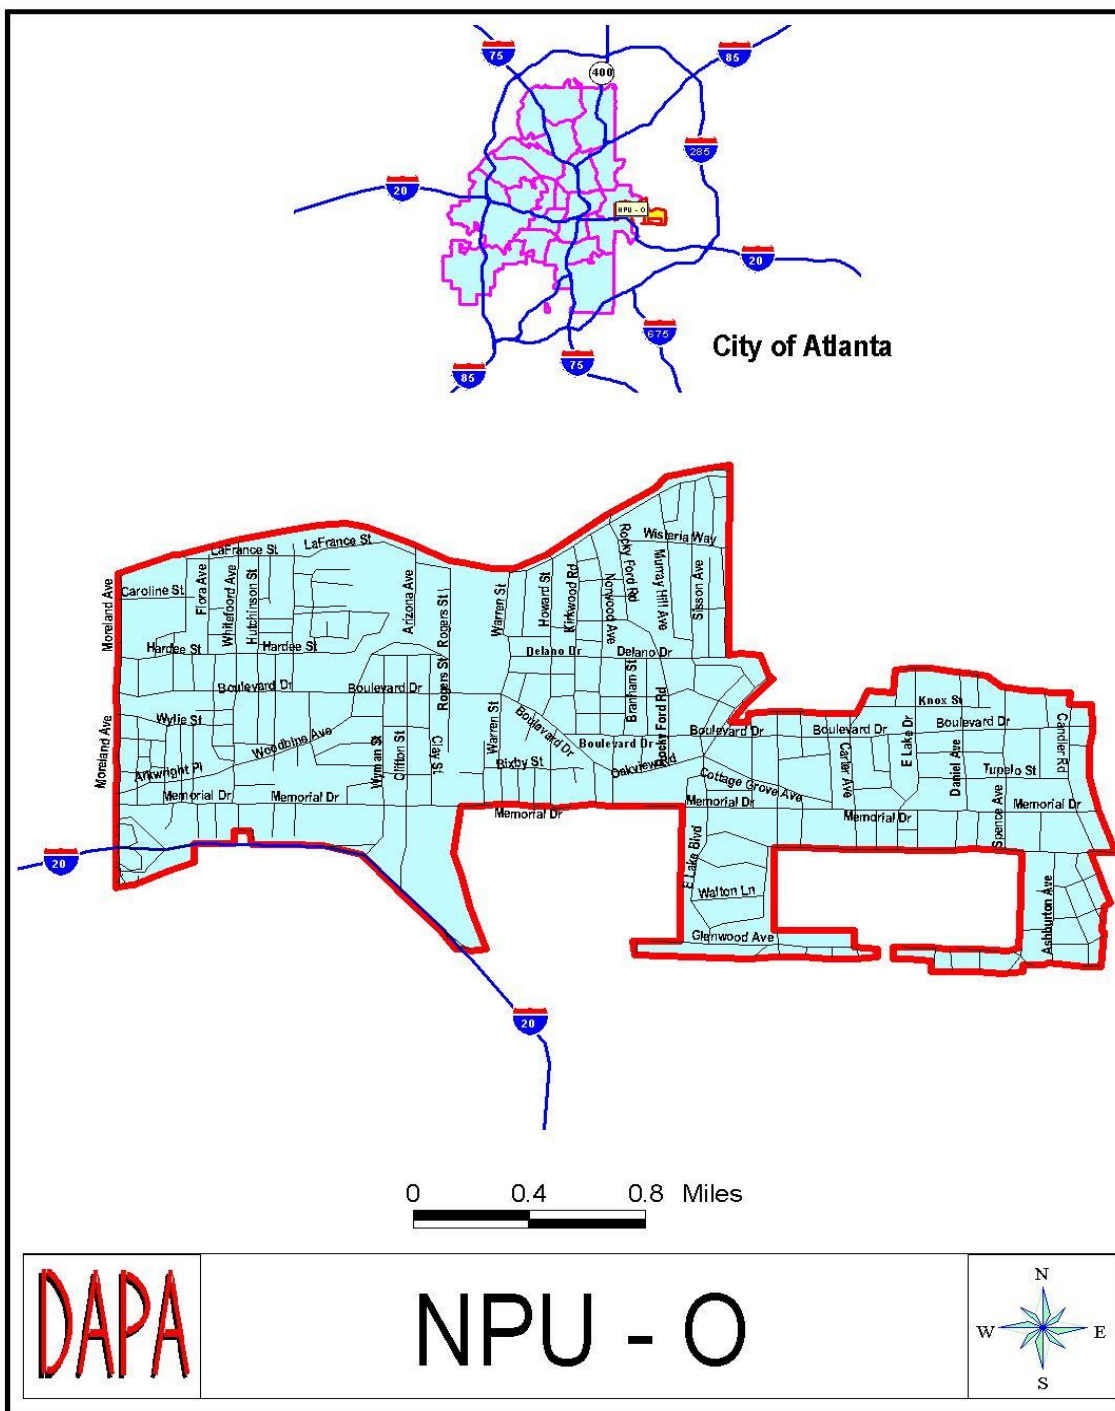 75
85
400
285
20
NPU - O
20
675
City of Atlanta
75
85
Wisteria Way
LaFrance St
LaFrance St
Rocky Ford Rd
Murray Hill Ave
Sisson Ave
Moreland Ave
Caroline St
Flora Ave
Whitefoord Ave
Hutchinson St
Arizona Ave
Rogers St
Warren St
Howard St
Kirkwood Rd
Norwood Ave
Hardee St
Hardee St
Delano Dr
Delano Dr
Boulevard Dr
Boulevard Dr
Rogers St
Branham St
Rocky Ford Rd
Knox St
Moreland Ave
Wylie St
Woodbine Ave
Warren St
Boulevard Dr
Boulevard Dr
Boulevard Dr
Boulevard Dr
E Lake Dr
Boulevard Dr
Candler Rd
Arkwright Pl
Wyman St
Clifton St
Clay St
Bixby St
Oakview Rd
Cottage Grove Ave
Carter Ave
Daniel Ave
Tupelo St
Memorial Dr
Memorial Dr
Memorial Dr
Memorial Dr
Memorial Dr
Spence Ave
Memorial Dr
20
E Lake Blvd
Walton Ln
Glenwood Ave
Ashburton Ave
20
0 0.4 0.8 Miles
DAPA
NPU - O
N
W E
S